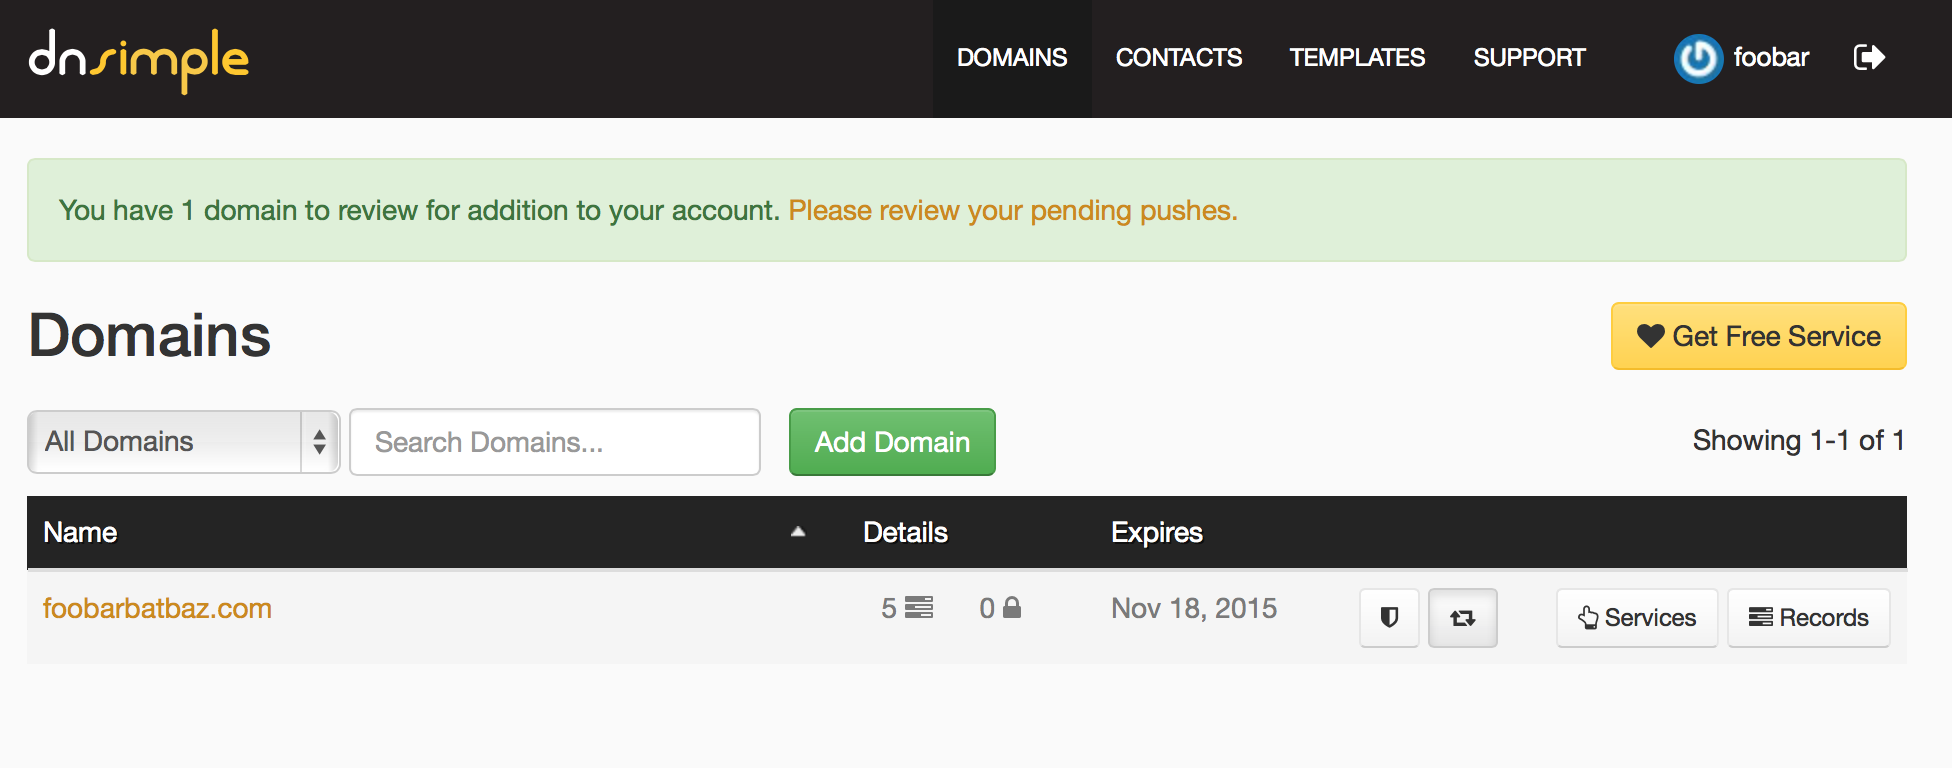 dnsimple
DOMAINS CONTACTS TEMPLATES SUPPORT foobar
You have 1 domain to review for addition to your account. Please review your pending pushes.
Domains
Get Free Service
All Domains Search Domains... Add Domain Showing 1-1 of 1
Name Details Expires
foobarbatbaz.com 5 0 Nov 18, 2015 Services Records